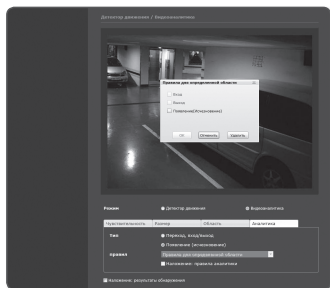 Детектор движения / Видеоаналитика
Правила для определенной области
Вход
Выход
Появление(Исчезновение)
OK Отменить Удалить
Режим Детектор движения Видеоаналитика
Чувствительность Размер Область Аналитика
Тип Переход, вход/выход
Появление (исчезновение)
правил Правила для определенной области
Наложение: правила аналитики
Наложение: результаты обнаружения